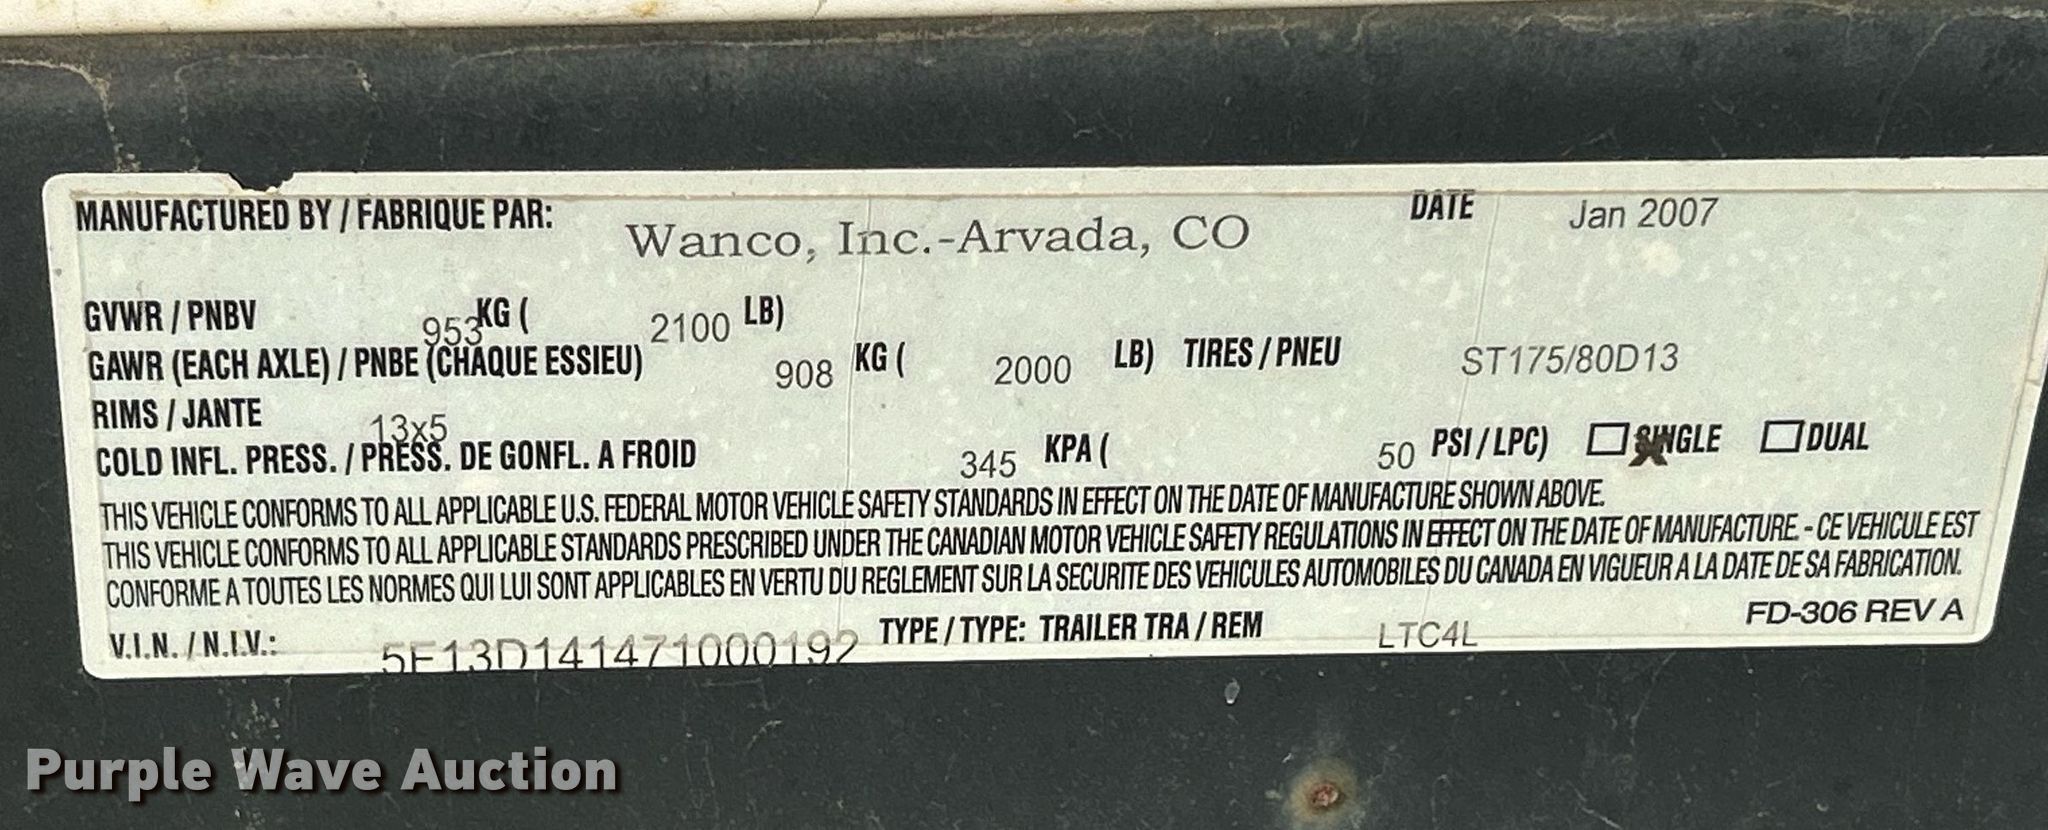 MANUFACTURED BY / FABRIQUE PAR: Wanco, Inc.-Arvada, CO DATE Jan 2007
GVWR / PNBV 953 KG ( 2100 LB)
GAWR (EACH AXLE) / PNBE (CHAQUE ESSIEU) 908 KG ( 2000 LB) TIRES / PNEU ST175/80D13
RIMS / JANTE 13x5
COLD INFL. PRESS. / PRESS. DE GONFL. A FROID 345 KPA ( 50 PSI / LPC) SINGLE DUAL
THIS VEHICLE CONFORMS TO ALL APPLICABLE U.S. FEDERAL MOTOR VEHICLE SAFETY STANDARDS IN EFFECT ON THE DATE OF MANUFACTURE SHOWN ABOVE.
THIS VEHICLE CONFORMS TO ALL APPLICABLE STANDARDS PRESCRIBED UNDER THE CANADIAN MOTOR VEHICLE SAFETY REGULATIONS IN EFFECT ON THE DATE OF MANUFACTURE. - CE VEHICULE EST
CONFORME A TOUTES LES NORMES QUI LUI SONT APPLICABLES EN VERTU DU REGLEMENT SUR LA SECURITE DES VEHICULES AUTOMOBILES DU CANADA EN VIGUEUR A LA DATE DE SA FABRICATION.
FD-306 REV A
V.I.N. / N.I.V.: 5F13D141471000192 TYPE / TYPE: TRAILER TRA / REM LTC4L
Purple Wave Auction